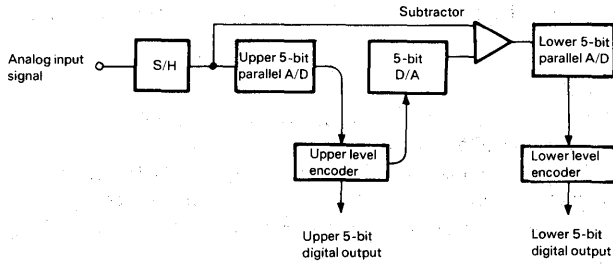 Subtractor
Analog input
signal
S/H
Upper 5-bit
parallel A/D
5-bit
D/A
Lower 5-bit
parallel A/D
Upper level
encoder
Lower level
encoder
Upper 5-bit
digital output
Lower 5-bit
digital output